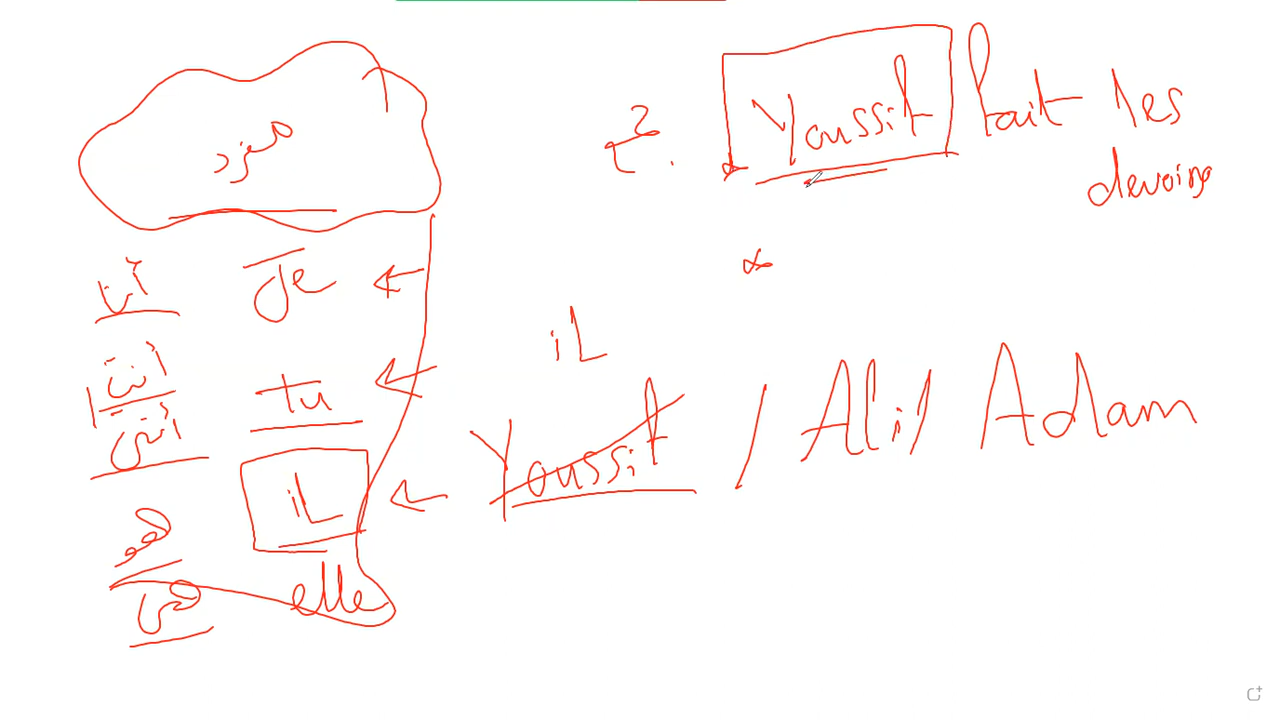 مفرد
Youssif fait les
devoirs
أنا Je
أنتَ tu
أنتِ
هو iL
هي elle
iL
Youssif / Ali / Adam